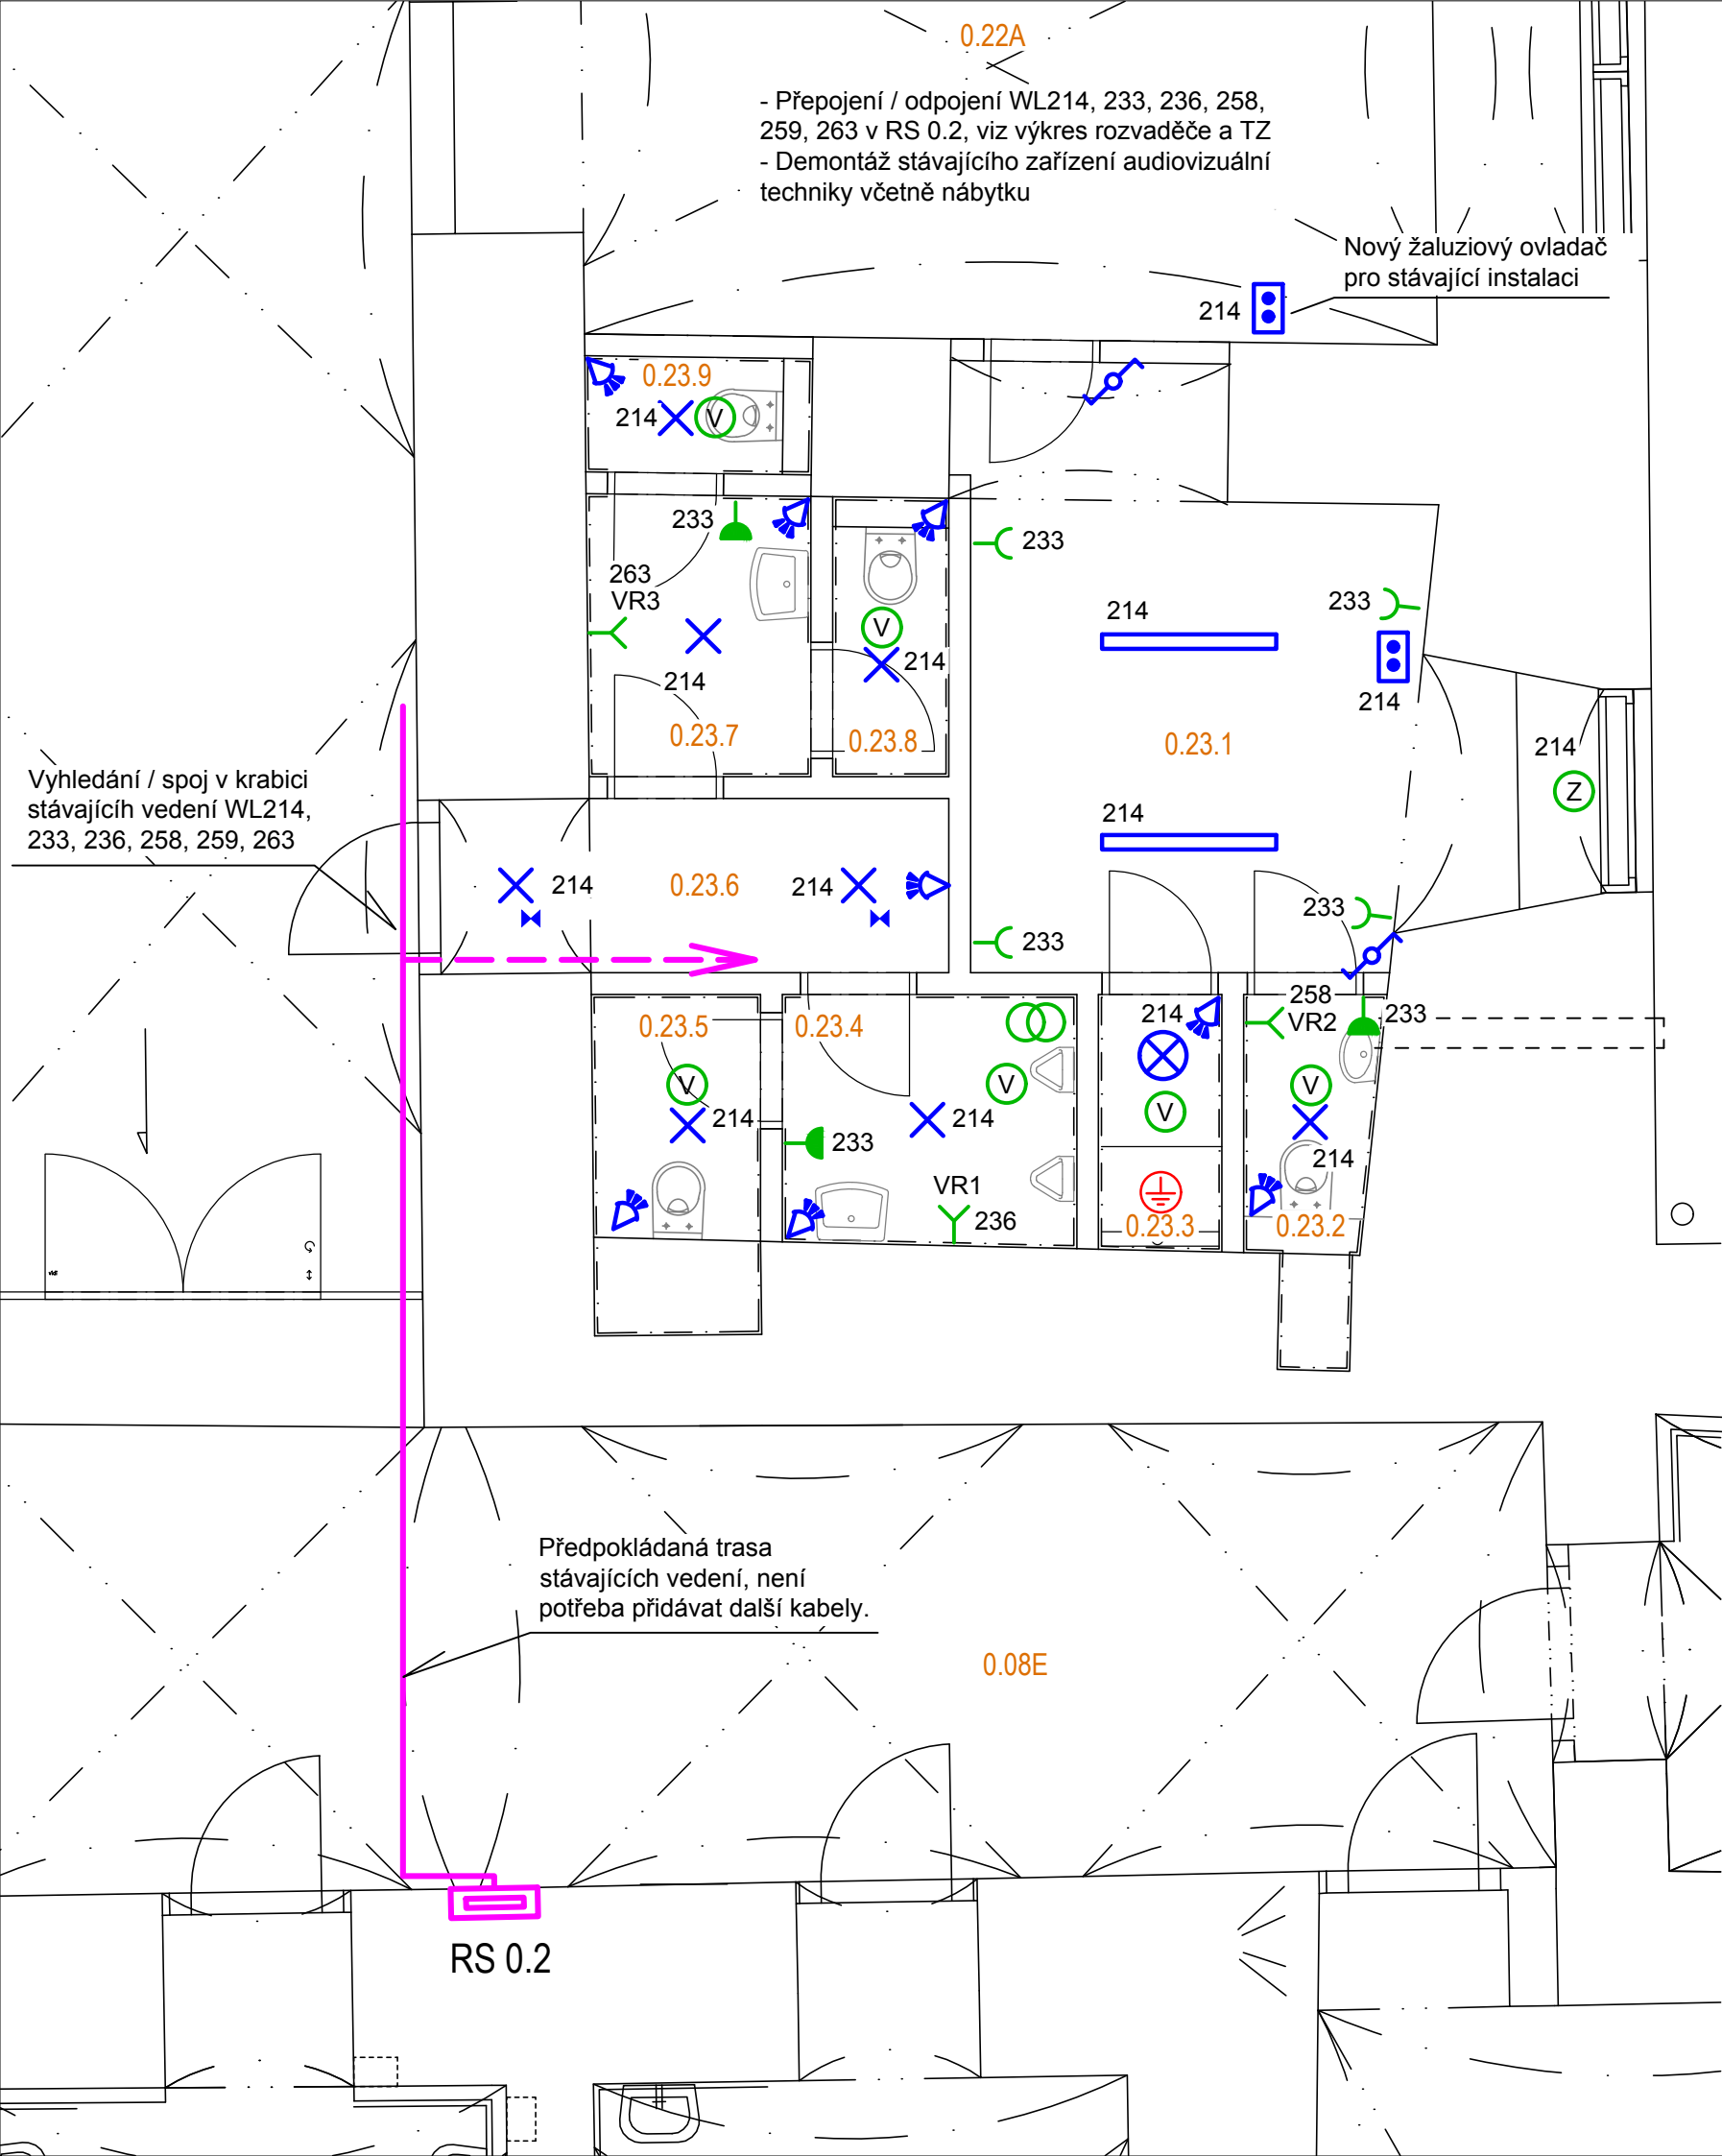 0.22A
- Přepojení / odpojení WL214, 233, 236, 258,
259, 263 v RS 0.2, viz výkres rozvaděče a TZ
- Demontáž stávajícího zařízení audiovizuální
techniky včetně nábytku
Nový žaluziový ovladač
pro stávající instalaci
214
0.23.9
214
V
233
233
263
VR3
233
214
V
214
214
214
0.23.7
0.23.8
0.23.1
214
Z
Vyhledání / spoj v krabici
stávajícíh vedení WL214,
233, 236, 258, 259, 263
214
214
0.23.6
214
233
233
258
VR2
233
214
0.23.5
0.23.4
V
V
V
V
214
214
233
214
VR1
236
0.23.3
0.23.2
Předpokládaná trasa
stávajících vedení, není
potřeba přidávat další kabely.
0.08E
RS 0.2